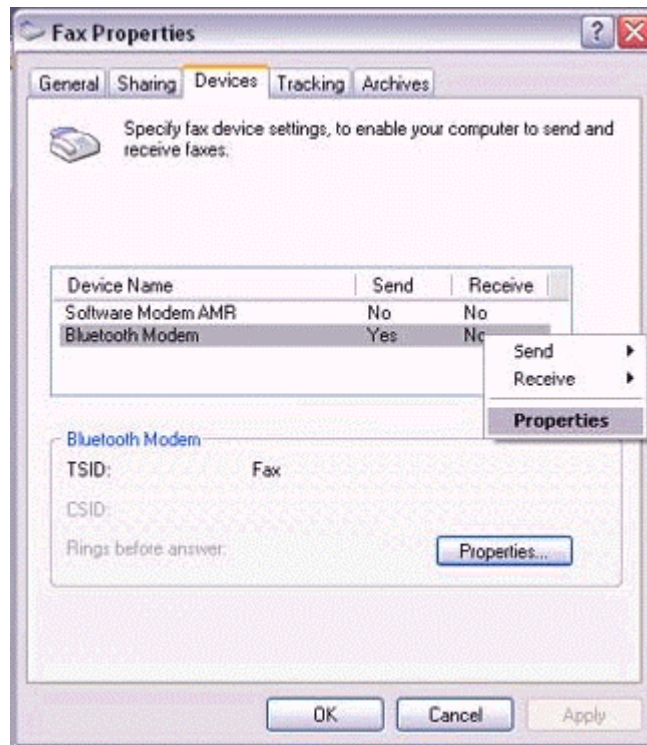 Fax Properties
General Sharing Devices Tracking Archives
Specify fax device settings, to enable your computer to send and
receive faxes.
Device Name Send Receive
Software Modem AMR No No
Bluetooth Modem Yes No
Send
Receive
Properties
Bluetooth Modem
TSID: Fax
CSID:
Rings before answer:
Properties...
OK Cancel Apply